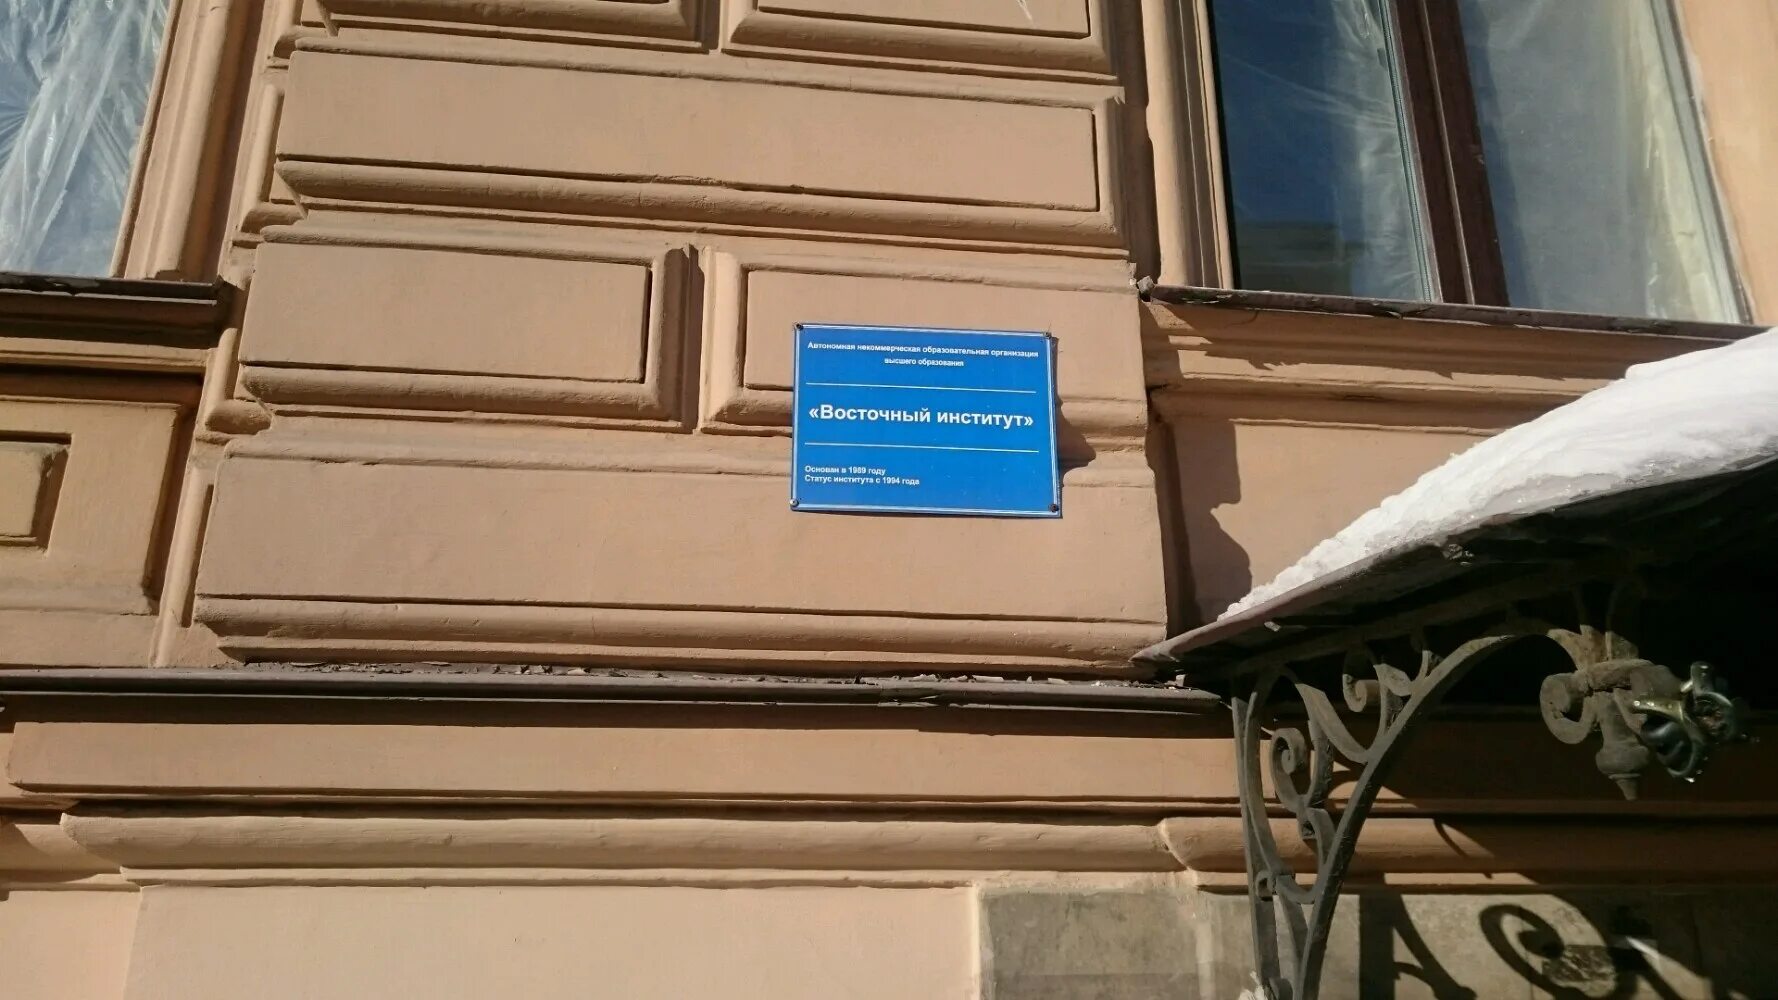 Автономная некоммерческая образовательная организация
высшего образования
«Восточный институт»
Основан в 1989 году
Статус института с 1994 года